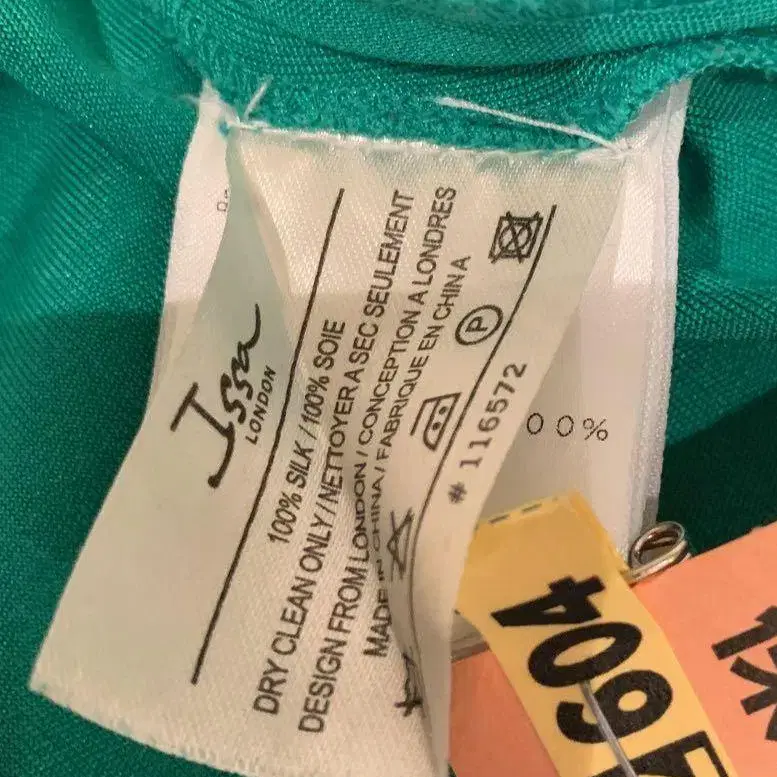 Issa
LONDON
100% SILK / 100% SOIE
DRY CLEAN ONLY / NETTOYER A SEC SEULEMENT
DESIGN FROM LONDON / CONCEPTION A LONDRES
MADE IN CHINA / FABRIQUE EN CHINA
P
# 116572
00%
604